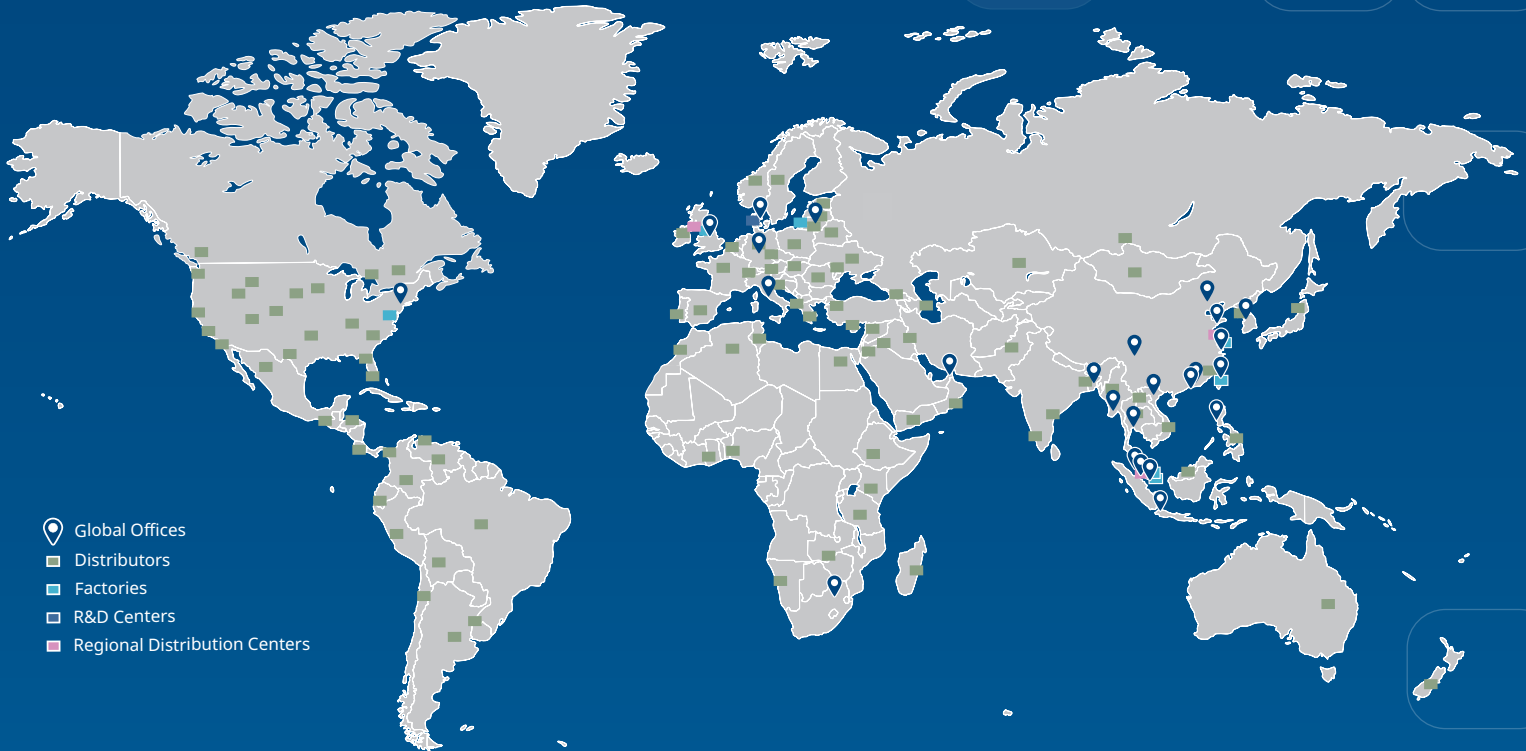 Global Offices
Distributors
Factories
R&D Centers
Regional Distribution Centers